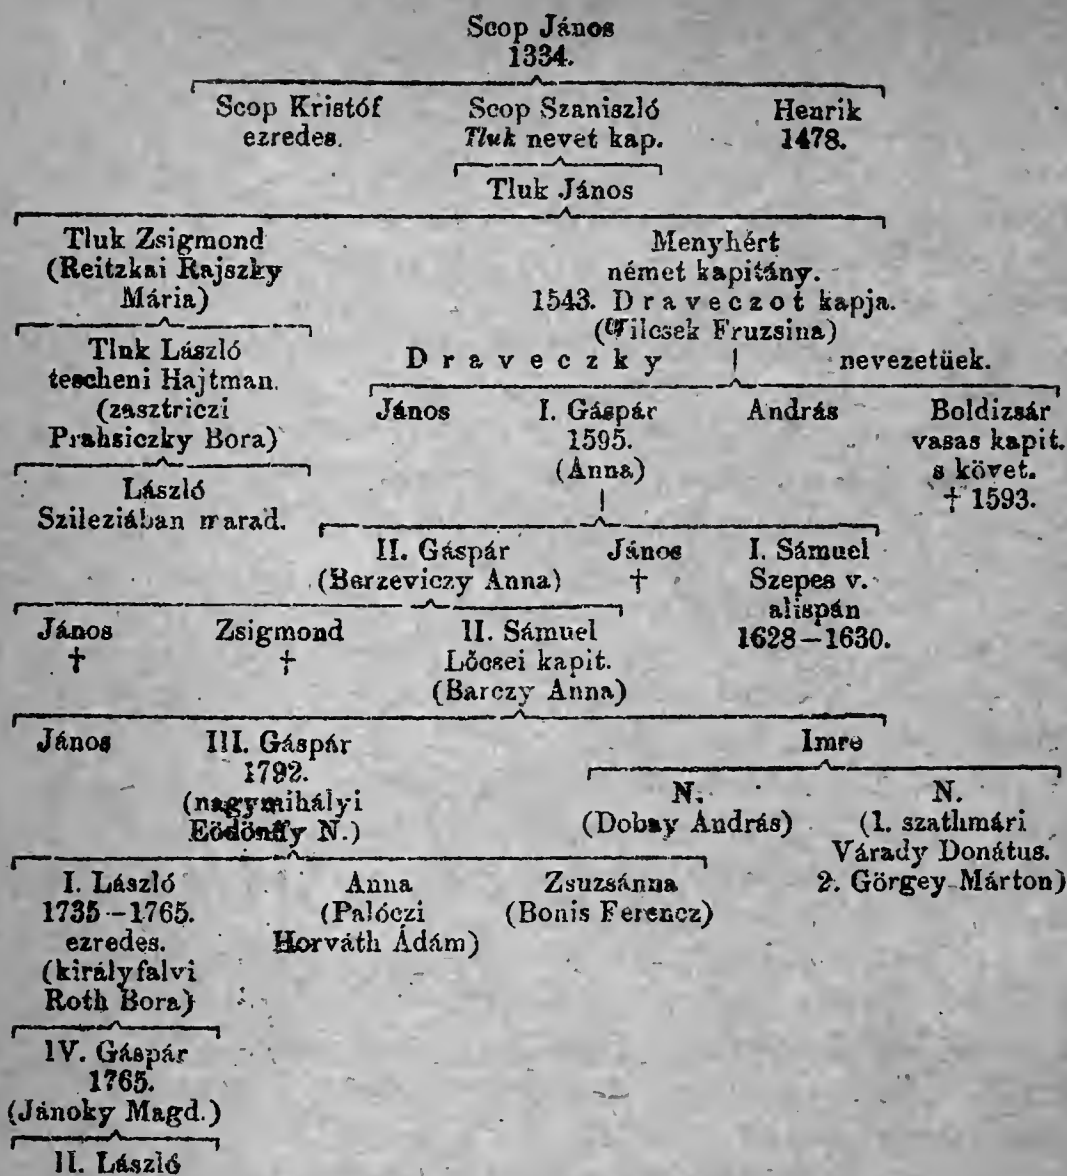 Scop János
1334.
Scop Kristóf Scop Szaniszló Henrik
ezredes. Tluk nevet kap. 1478.
Tluk János
Tluk Zsigmond Menyhért
(Reitzkai Rajszky német kapitány.
Mária) 1543. Draveczot kapja.
(Wilcsek Fruzsina)
Tluk László Draveczky nevezetüek.
tescheni Hajtman.
(zasztriczi János I. Gáspár András Boldizsár
Prahsiczky Bora) 1595. vasas kapit.
(Anna) s követ.
László † 1593.
Sziléziában marad.
II. Gáspár János I. Sámuel
(Berzeviczy Anna) † Szepes v.
alispán
János Zsigmond II. Sámuel 1628–1630.
† † Lőcsei kapit.
(Barczy Anna)
János III. Gáspár Imre
1792.
(nagymihályi N. N.
Eödönffy N.) (Dobay András) (1. szathmári
Várady Donátus.
I. László Anna Zsuzsánna 2. Görgey Márton)
1735–1765. (Palóczi (Bonis Ferencz)
ezredes. Horváth Ádám)
(királyfalvi
Roth Bora)
IV. Gáspár
1765.
(Jánoky Magd.)
II. László